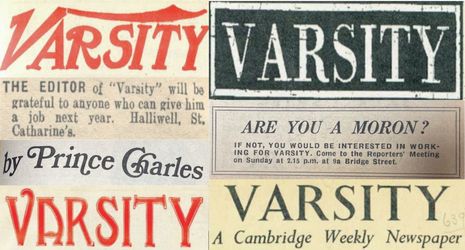 VARSITY
THE EDITOR of "Varsity" will be
grateful to anyone who can give him
a job next year. Halliwell, St.
Catharine's.
by Prince Charles
VARSITY
VARSITY
ARE YOU A MORON?
IF NOT, YOU WOULD BE INTERESTED IN WORK-
ING FOR VARSITY. Come to the Reporters' Meeting
on Sunday at 2.15 p.m. at 9a Bridge Street.
VARSITY
A Cambridge Weekly Newspaper